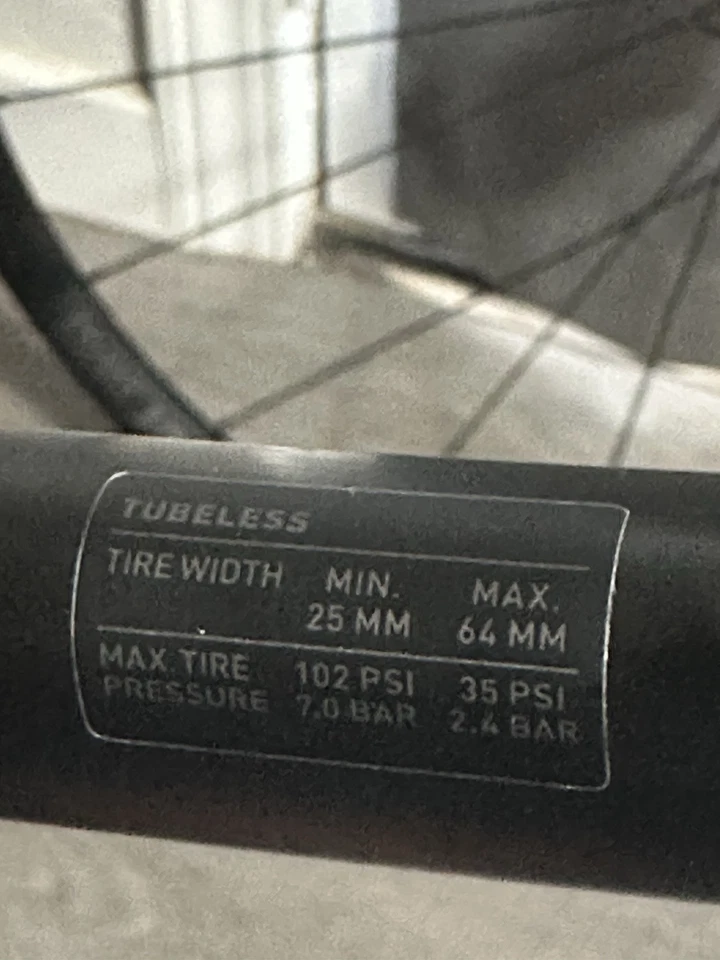 TUBELESS
TIRE WIDTH MIN. MAX.
25 MM 64 MM
MAX TIRE 102 PSI 35 PSI
PRESSURE 7.0 BAR 2.4 BAR